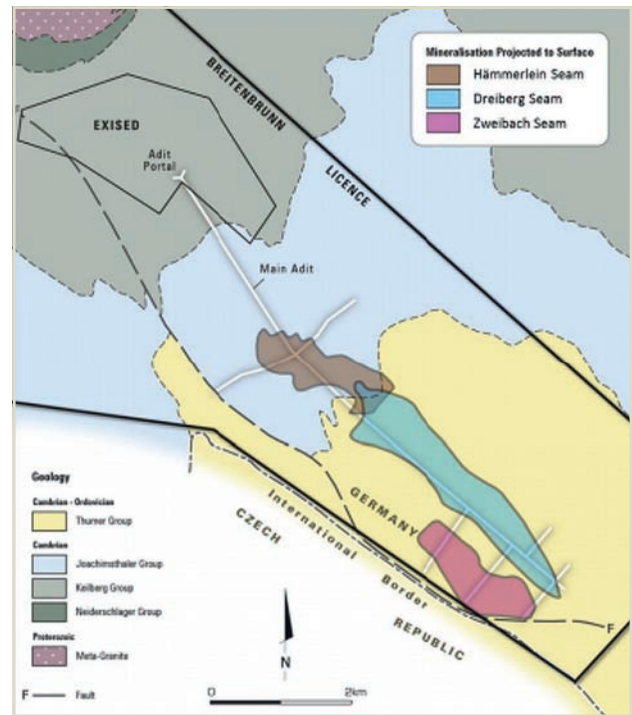 Mineralisation Projected to Surface
Hämmerlein Seam
Dreiberg Seam
Zweibach Seam
BREITENBRUNN
LICENCE
F
EXISED
Adit
Portal
Main Adit
GERMANY
International Border
CZECH
REPUBLIC
F
Geology
Cambrian - Ordovician
Thumer Group
Cambrian
Joachimsthaler Group
Keilberg Group
Neiderschlager Group
Proterozoic
Meta-Granite
F
Fault
N
0
2km